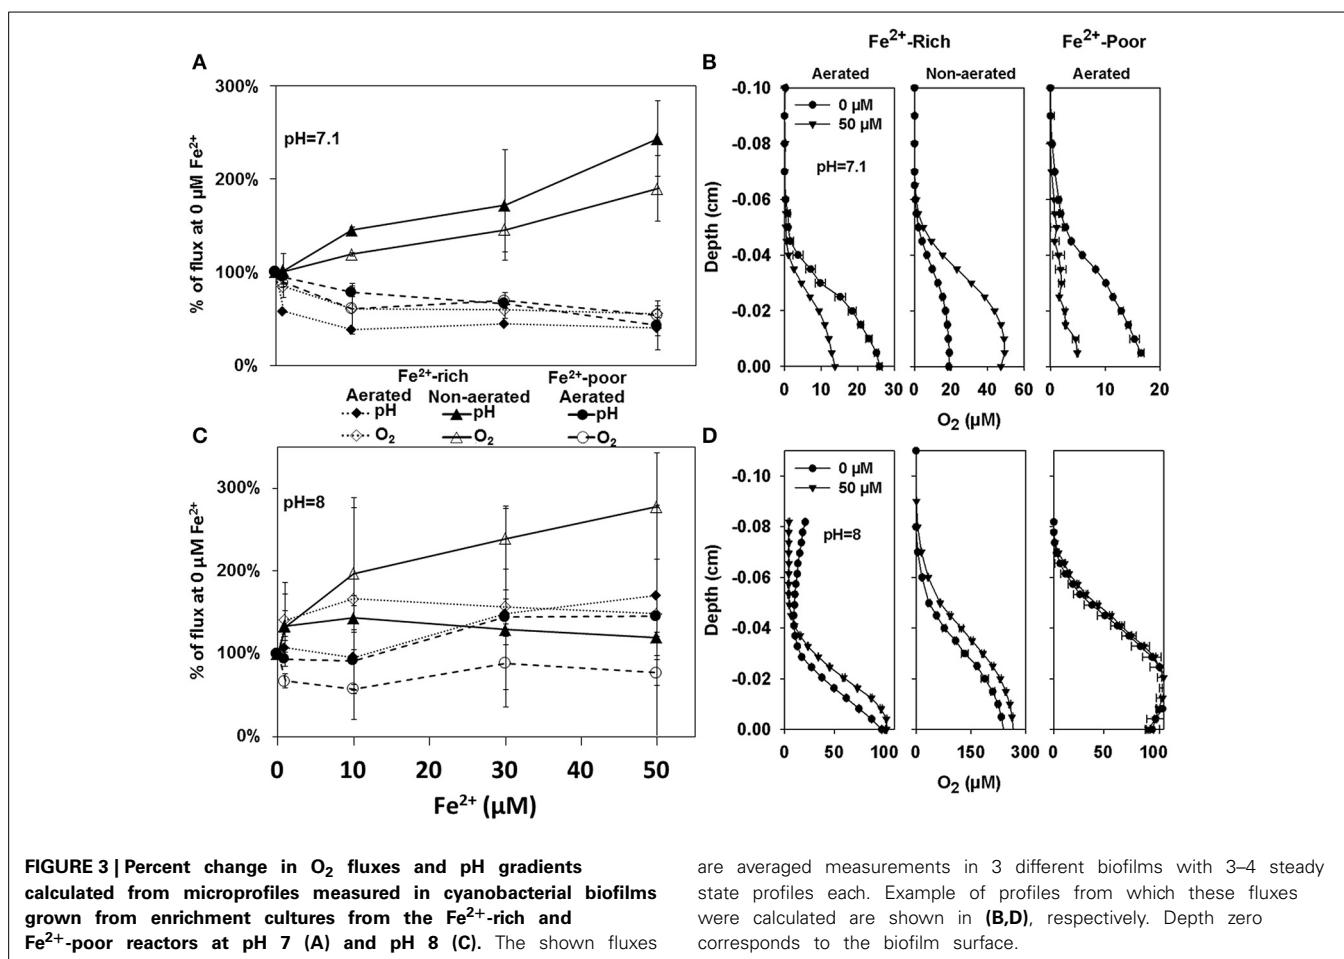 A
300%
200%
100%
0%
% of flux at 0 µM Fe2+
pH=7.1
Fe2+-rich
Fe2+-poor
Aerated
Non-aerated
Aerated
pH
pH
pH
O2
O2
O2
C
300%
200%
100%
0%
% of flux at 0 µM Fe2+
pH=8
0 10 20 30 40 50
Fe2+ (µM)
Fe2+-Rich
Fe2+-Poor
B
Aerated
Non-aerated
Aerated
-0.10
-0.08
-0.06
-0.04
-0.02
0.00
Depth (cm)
0 µM
50 µM
pH=7.1
0 10 20 30
0 20 40 60
0 10 20
O2 (µM)
D
-0.10
-0.08
-0.06
-0.04
-0.02
0.00
Depth (cm)
0 µM
50 µM
pH=8
0 50 100
0 150 300
0 50 100
O2 (µM)
FIGURE 3 | Percent change in O2 fluxes and pH gradients
calculated from microprofiles measured in cyanobacterial biofilms
grown from enrichment cultures from the Fe2+-rich and
Fe2+-poor reactors at pH 7 (A) and pH 8 (C). The shown fluxes
are averaged measurements in 3 different biofilms with 3–4 steady
state profiles each. Example of profiles from which these fluxes
were calculated are shown in (B,D), respectively. Depth zero
corresponds to the biofilm surface.